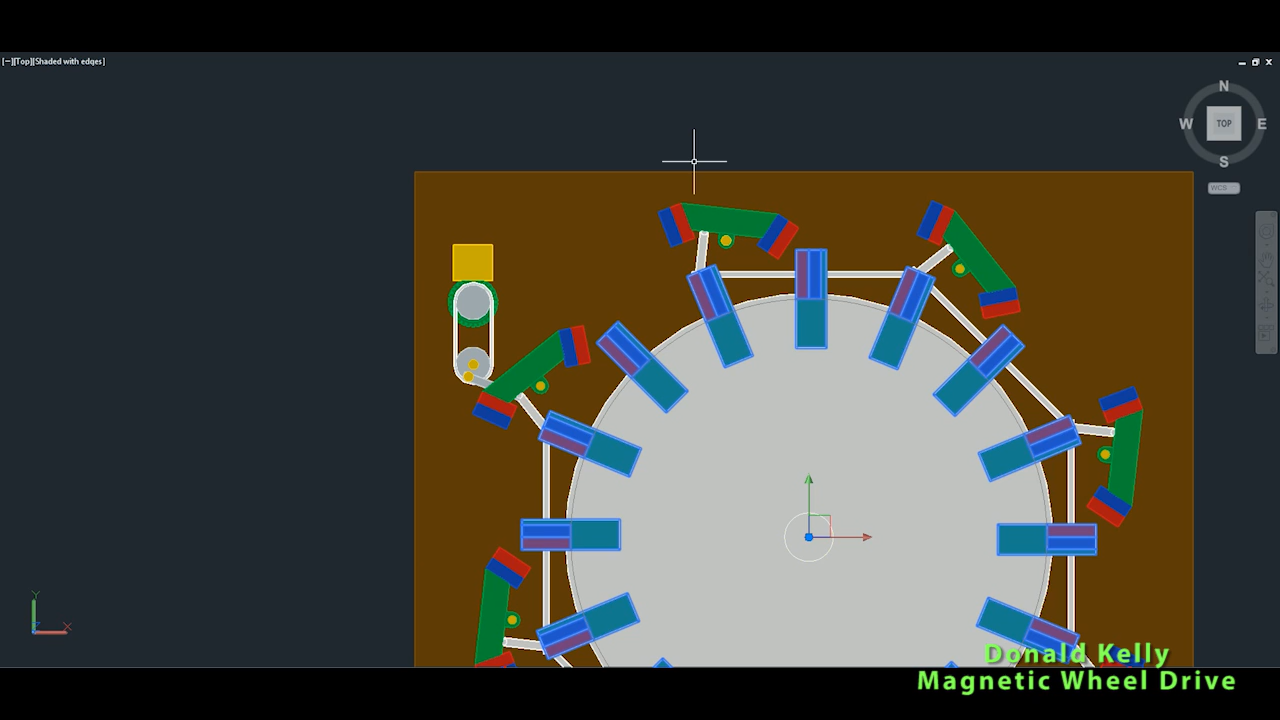 [−][Top][Shaded with edges]
N
W
TOP
E
S
WCS
Y
X
Donald Kelly
Magnetic Wheel Drive